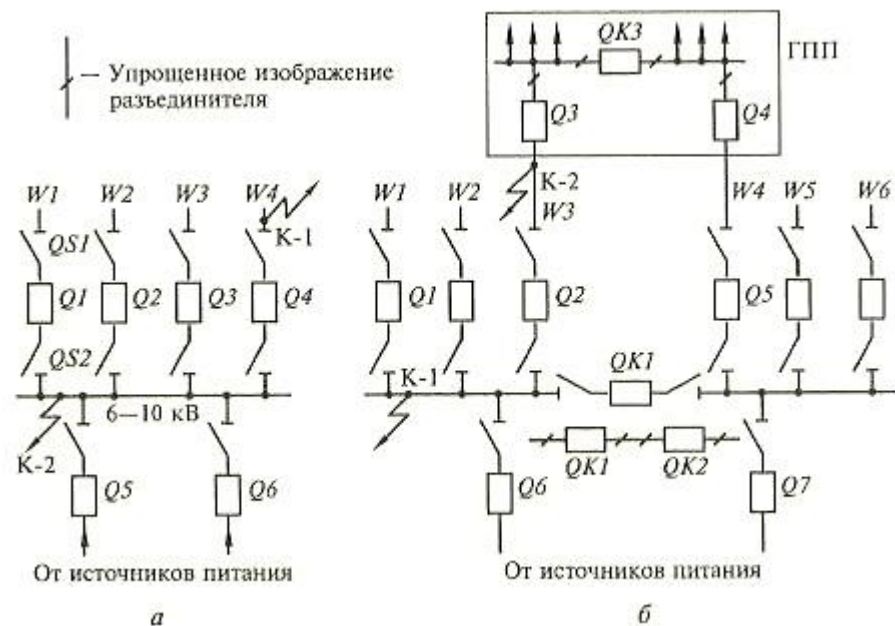 QK3
ГПП
— Упрощенное изображение
разъединителя
Q3
Q4
W1
W2
W3
W4
К-1
QS1
Q1
Q2
Q3
Q4
QS2
6—10 кВ
К-2
Q5
Q6
От источников питания
а
К-2
W1
W2
W3
W4
W5
W6
Q1
Q2
Q5
QK1
К-1
QK1
QK2
Q6
Q7
От источников питания
б